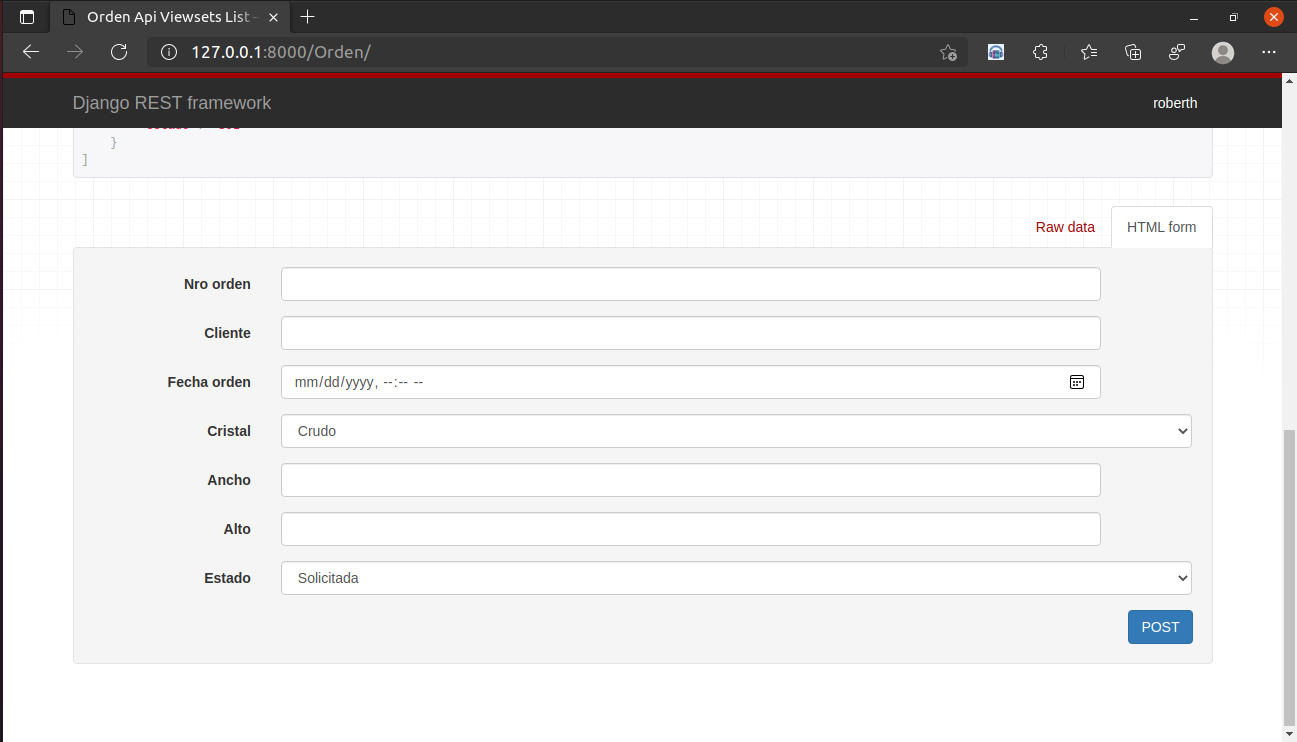 Orden Api Viewsets List -
127.0.0.1:8000/Orden/
Django REST framework
roberth
}
]
Raw data
HTML form
Nro orden
Cliente
Fecha orden
mm/dd/yyyy, --:-- --
Cristal
Crudo
Ancho
Alto
Estado
Solicitada
POST